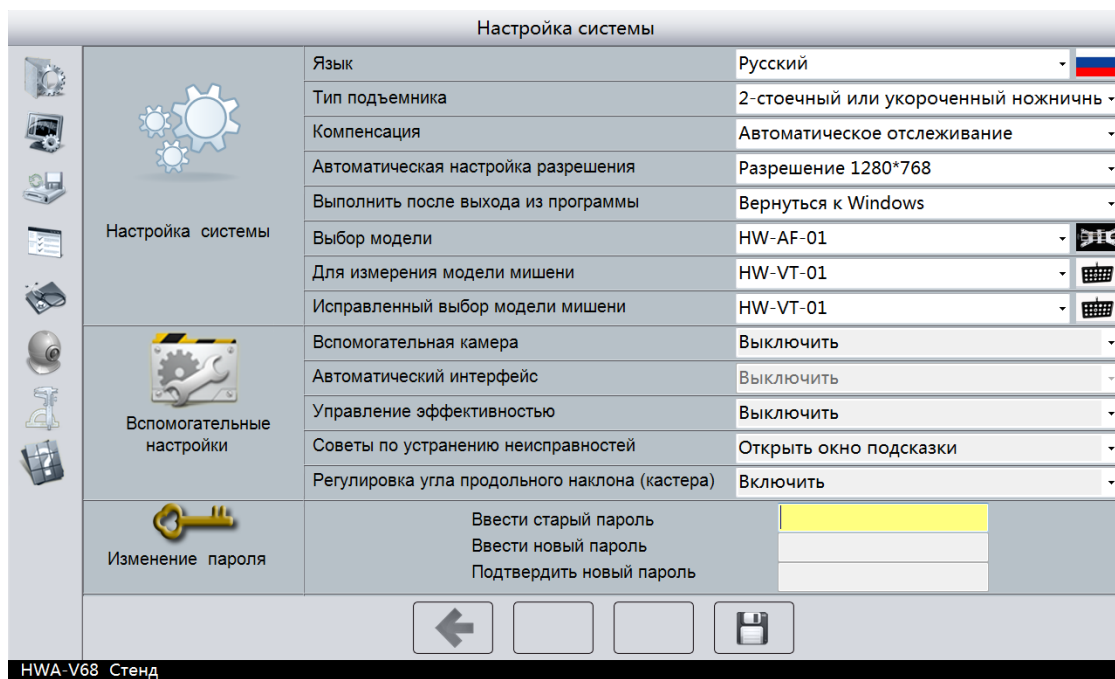 Настройка системы
Язык Русский
Тип подъемника 2-стоечный или укороченный ножничнь
Компенсация Автоматическое отслеживание
Автоматическая настройка разрешения Разрешение 1280*768
Выполнить после выхода из программы Вернуться к Windows
Настройка системы
Выбор модели HW-AF-01
Для измерения модели мишени HW-VT-01
Исправленный выбор модели мишени HW-VT-01
Вспомогательная камера Выключить
Автоматический интерфейс Выключить
Управление эффективностью Выключить
Вспомогательные
настройки
Советы по устранению неисправностей Открыть окно подсказки
Регулировка угла продольного наклона (кастера) Включить
Ввести старый пароль
Ввести новый пароль
Изменение пароля
Подтвердить новый пароль
HWA-V68 Стенд